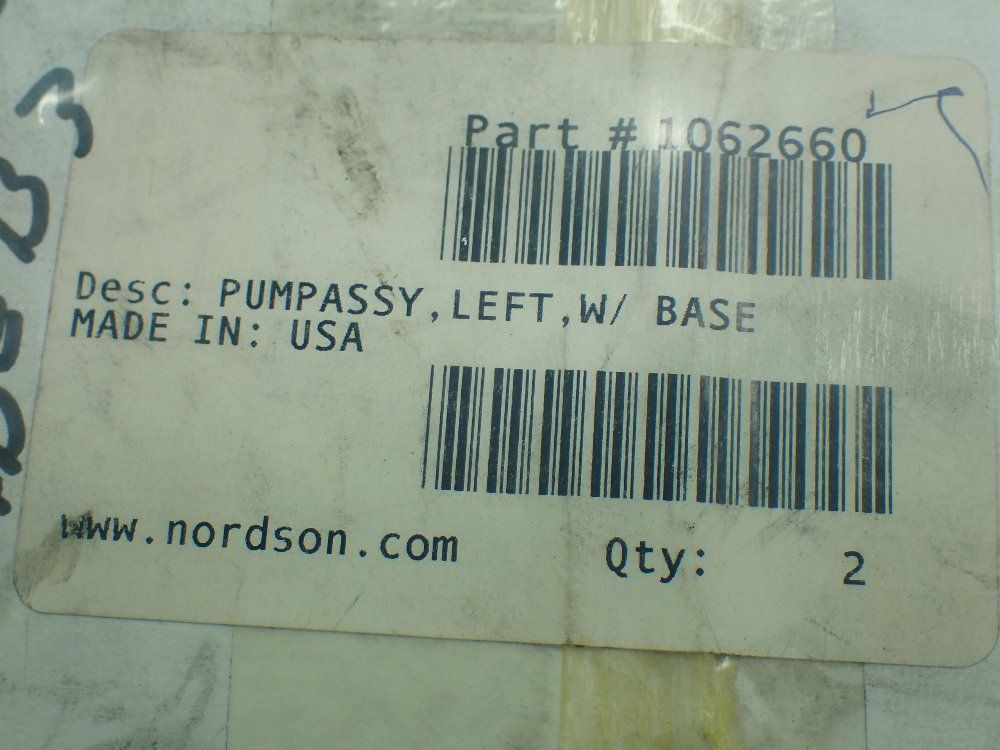 Part # 1062660
Desc: PUMPASSY,LEFT,W/ BASE
MADE IN: USA
www.nordson.com
Qty: 2